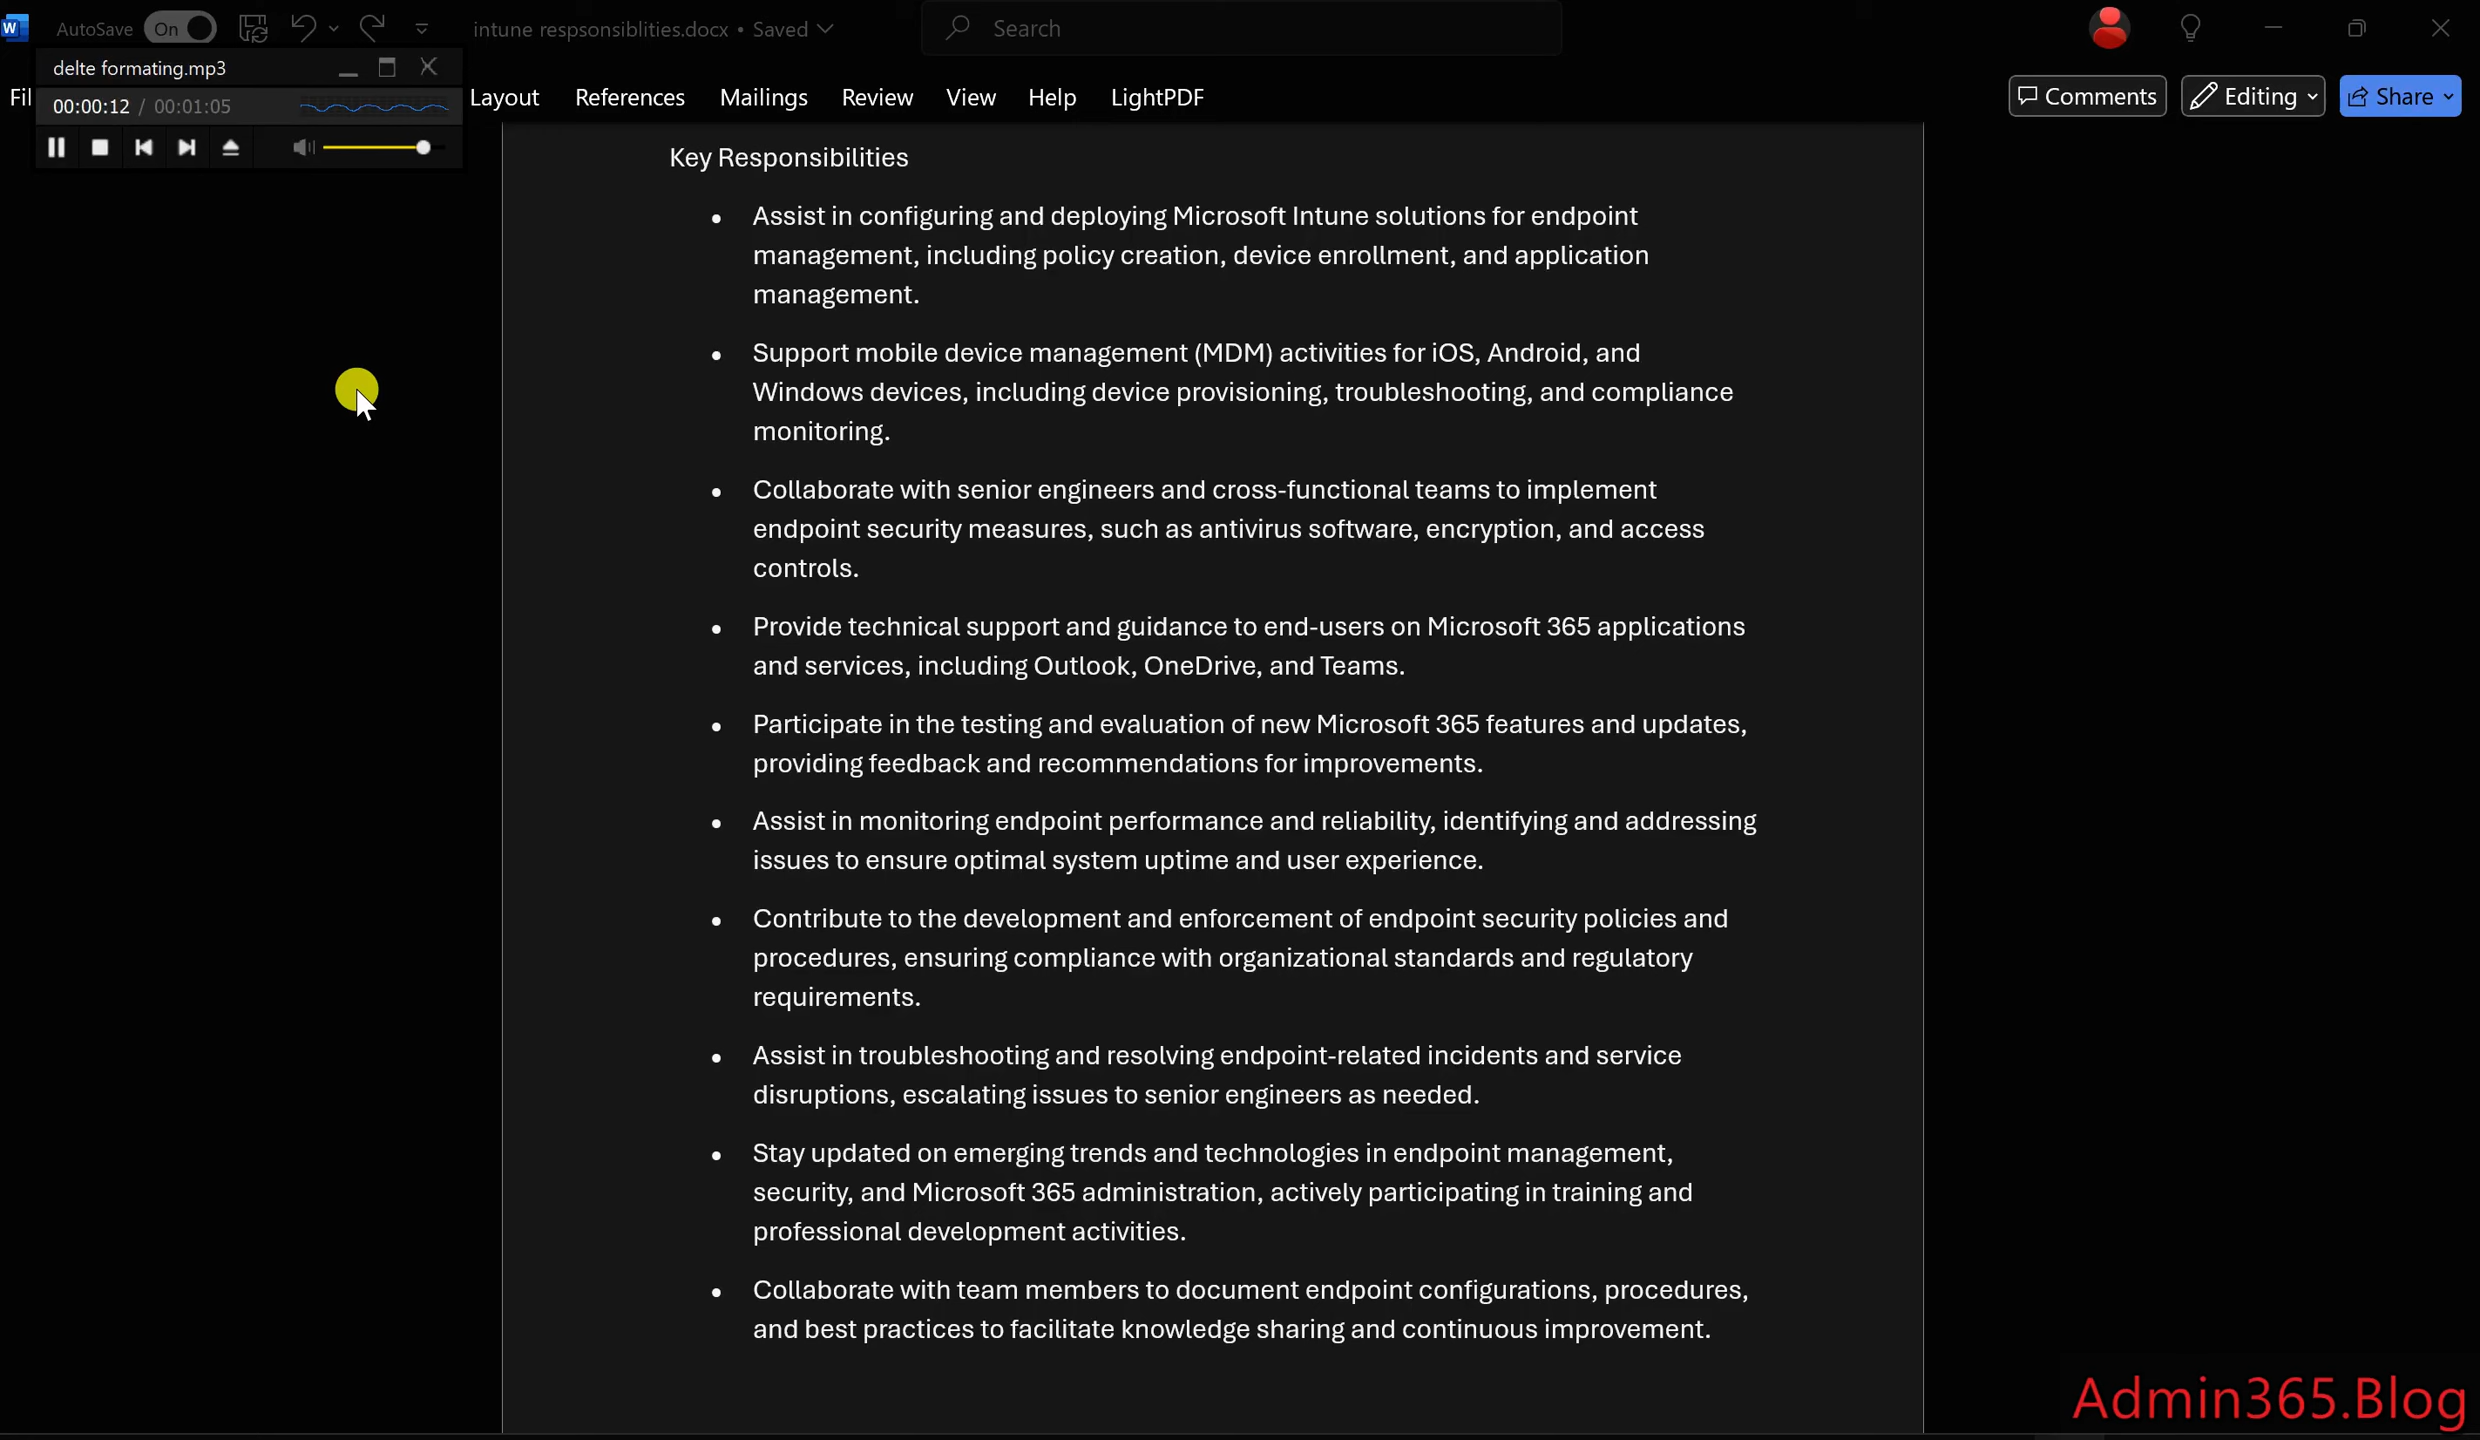 W AutoSave On intune respsonsiblities.docx • Saved Search
delte formating.mp3
Fil Layout References Mailings Review View Help LightPDF Comments Editing Share
00:00:12 / 00:01:05
Key Responsibilities
• Assist in configuring and deploying Microsoft Intune solutions for endpoint
management, including policy creation, device enrollment, and application
management.
• Support mobile device management (MDM) activities for iOS, Android, and
Windows devices, including device provisioning, troubleshooting, and compliance
monitoring.
• Collaborate with senior engineers and cross-functional teams to implement
endpoint security measures, such as antivirus software, encryption, and access
controls.
• Provide technical support and guidance to end-users on Microsoft 365 applications
and services, including Outlook, OneDrive, and Teams.
• Participate in the testing and evaluation of new Microsoft 365 features and updates,
providing feedback and recommendations for improvements.
• Assist in monitoring endpoint performance and reliability, identifying and addressing
issues to ensure optimal system uptime and user experience.
• Contribute to the development and enforcement of endpoint security policies and
procedures, ensuring compliance with organizational standards and regulatory
requirements.
• Assist in troubleshooting and resolving endpoint-related incidents and service
disruptions, escalating issues to senior engineers as needed.
• Stay updated on emerging trends and technologies in endpoint management,
security, and Microsoft 365 administration, actively participating in training and
professional development activities.
• Collaborate with team members to document endpoint configurations, procedures,
and best practices to facilitate knowledge sharing and continuous improvement.
Admin365.Blog